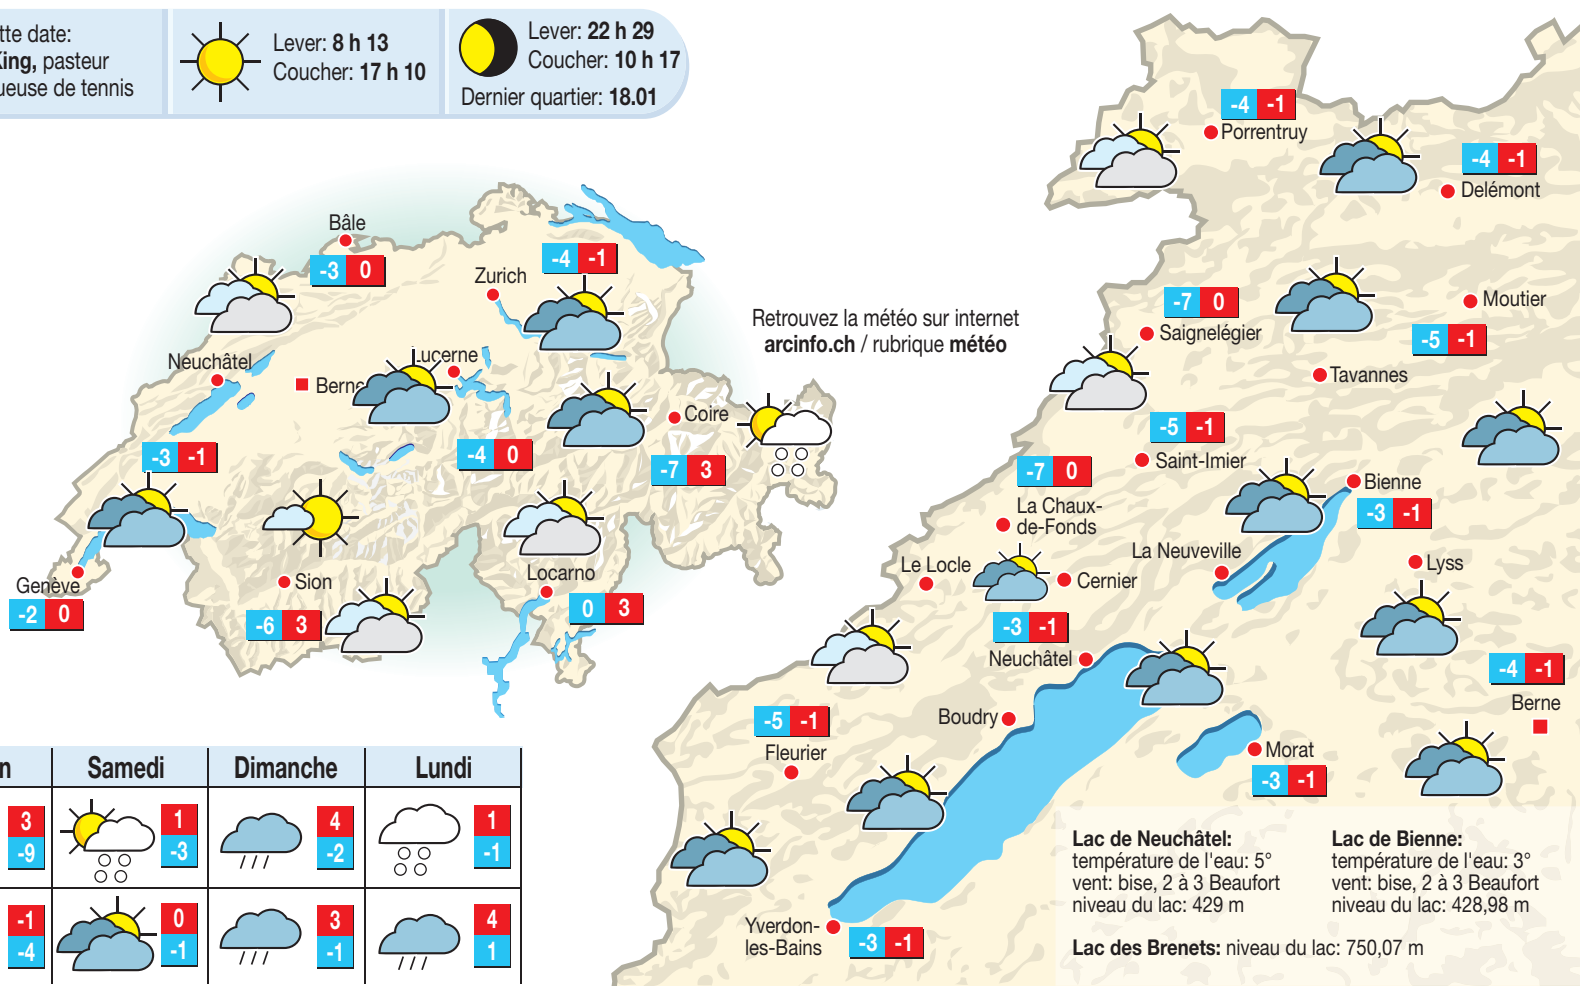 tte date:
King, pasteur
ueuse de tennis
Lever: 8 h 13
Coucher: 17 h 10
Lever: 22 h 29
Coucher: 10 h 17
Dernier quartier: 18.01
Bâle
-3 0
Zurich
-4 -1
Neuchâtel
Berne
Lucerne
Coire
-3 -1
-4 0
-7 3
Genève
-2 0
Sion
-6 3
Locarno
0 3
Retrouvez la météo sur internet
arcinfo.ch / rubrique météo
-4 -1
Porrentruy
-4 -1
Delémont
-7 0
Saignelégier
Moutier
-5 -1
Tavannes
-5 -1
Saint-Imier
-7 0
La Chaux-
de-Fonds
Bienne
-3 -1
La Neuveville
Le Locle
Cernier
Lyss
-3 -1
Neuchâtel
-4 -1
Berne
Boudry
-5 -1
Fleurier
Morat
-3 -1
Yverdon-
les-Bains
-3 -1
n Samedi Dimanche Lundi
3 1 4 1
-9 -3 -2 -1
-1 0 3 4
-4 -1 -1 1
Lac de Neuchâtel:
température de l'eau: 5°
vent: bise, 2 à 3 Beaufort
niveau du lac: 429 m
Lac de Bienne:
température de l'eau: 3°
vent: bise, 2 à 3 Beaufort
niveau du lac: 428,98 m
Lac des Brenets: niveau du lac: 750,07 m